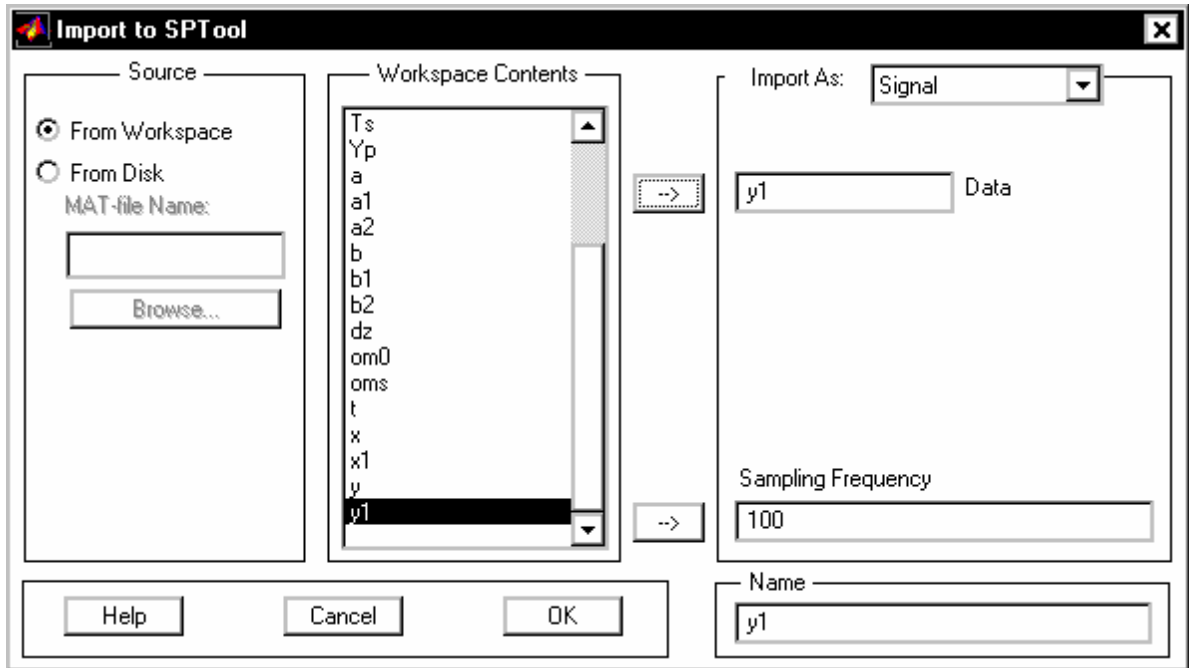 Import to SPTool
Source
From Workspace
From Disk
MAT-file Name:
Browse...
Workspace Contents
Ts
Yp
a
a1
a2
b
b1
b2
dz
om0
oms
t
x
x1
y
y1
-->
-->
Import As: Signal
y1 Data
Sampling Frequency
100
Help Cancel OK
Name
y1